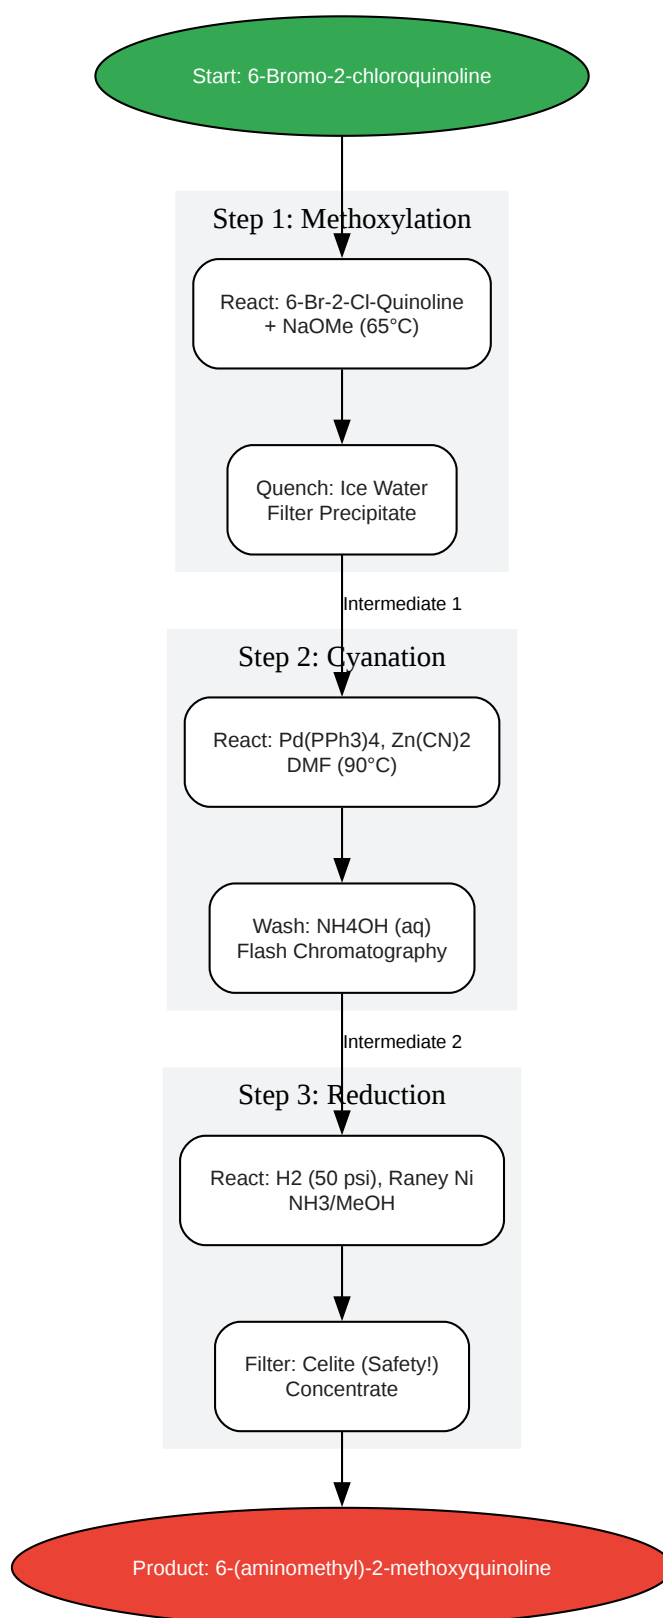 Start: 6-Bromo-2-chloroquinoline
Step 1: Methoxylation
React: 6-Br-2-Cl-Quinoline
+ NaOMe (65°C)
Quench: Ice Water
Filter Precipitate
Intermediate 1
Step 2: Cyanation
React: Pd(PPh3)4, Zn(CN)2
DMF (90°C)
Wash: NH4OH (aq)
Flash Chromatography
Intermediate 2
Step 3: Reduction
React: H2 (50 psi), Raney Ni
NH3/MeOH
Filter: Celite (Safety!)
Concentrate
Product: 6-(aminomethyl)-2-methoxyquinoline